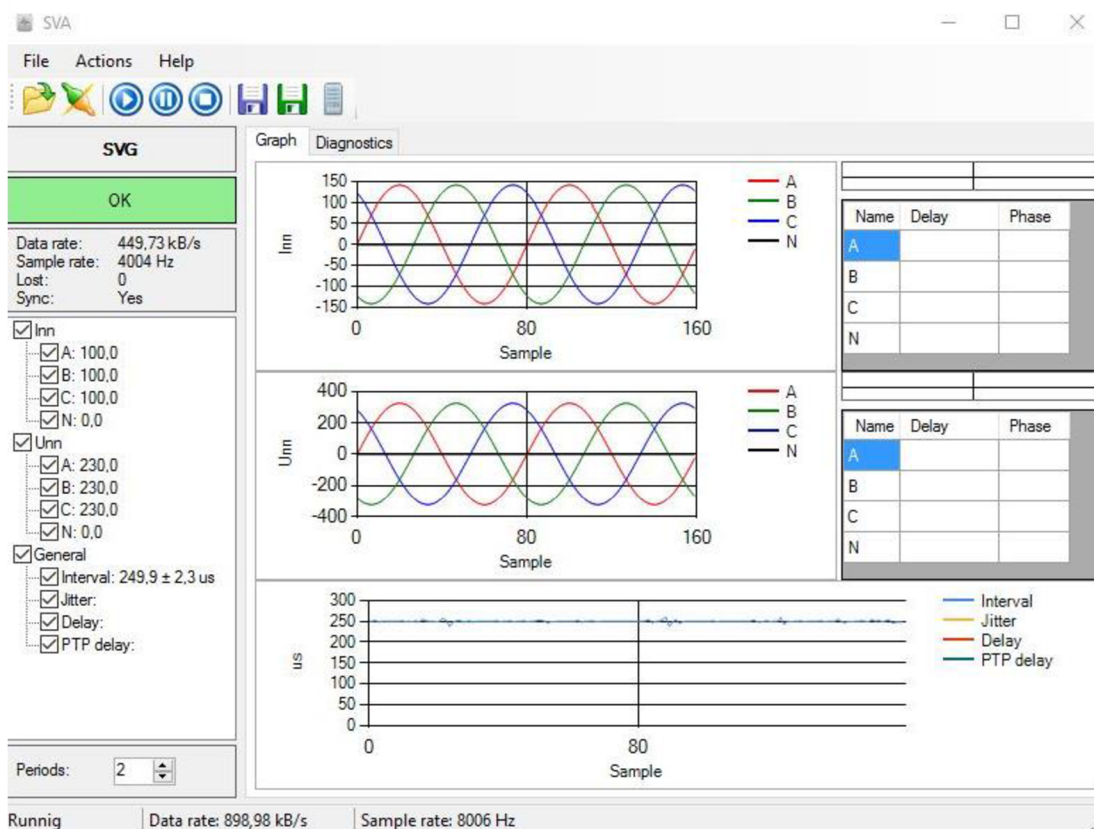 SVA
File Actions Help
SVG
OK
Data rate: 449,73 kB/s
Sample rate: 4004 Hz
Lost: 0
Sync: Yes
Inn
A: 100,0
B: 100,0
C: 100,0
N: 0,0
Unn
A: 230,0
B: 230,0
C: 230,0
N: 0,0
General
Interval: 249,9 ± 2,3 us
Jitter:
Delay:
PTP delay:
Periods: 2
Graph Diagnostics
150
100
50
0
-50
-100
-150
Inn
0 80 160
Sample
A
B
C
N
Name Delay Phase
A
B
C
N
400
200
0
-200
-400
Unn
0 80 160
Sample
A
B
C
N
Name Delay Phase
A
B
C
N
300
250
200
150
100
50
0
us
0 80
Sample
Interval
Jitter
Delay
PTP delay
Runnig Data rate: 898,98 kB/s Sample rate: 8006 Hz